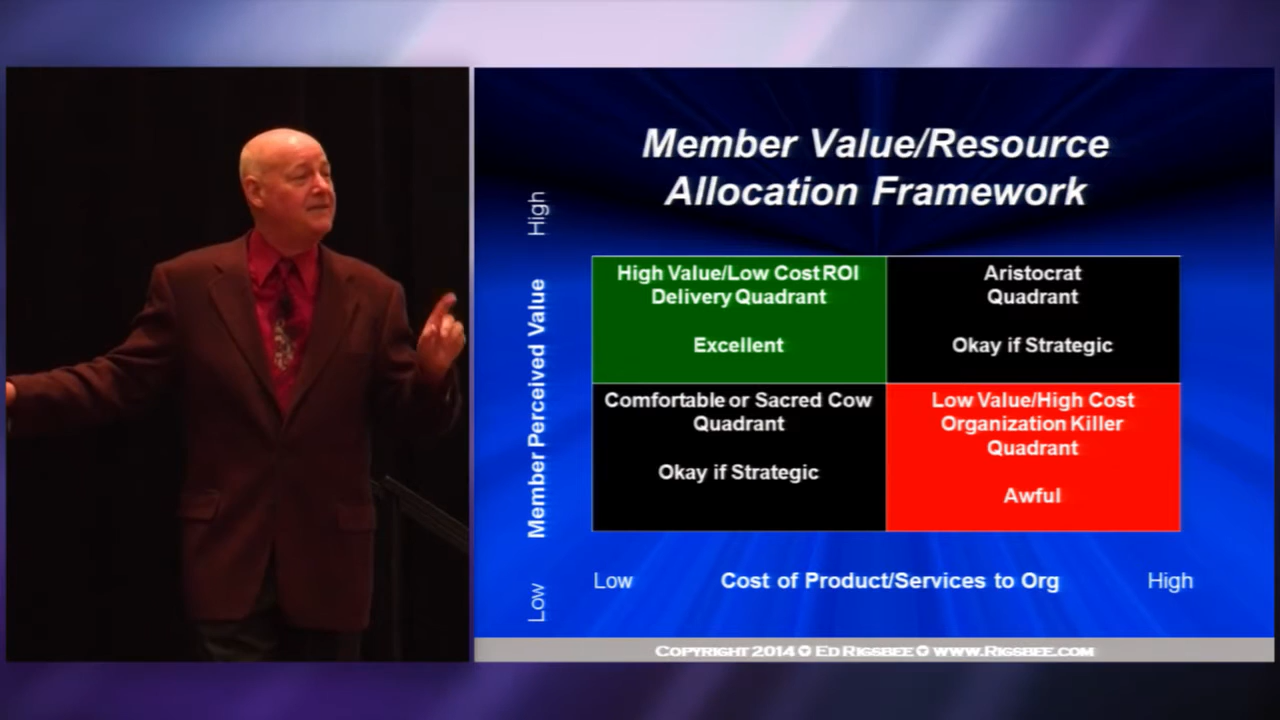 Member Value/Resource
Allocation Framework
High
Member Perceived Value
Low
High Value/Low Cost ROI
Delivery Quadrant
Excellent
Aristocrat
Quadrant
Okay if Strategic
Comfortable or Sacred Cow
Quadrant
Okay if Strategic
Low Value/High Cost
Organization Killer
Quadrant
Awful
Low
Cost of Product/Services to Org
High
Copyright 2014 ✪ Ed Rigsbee ✪ www.Rigsbee.com